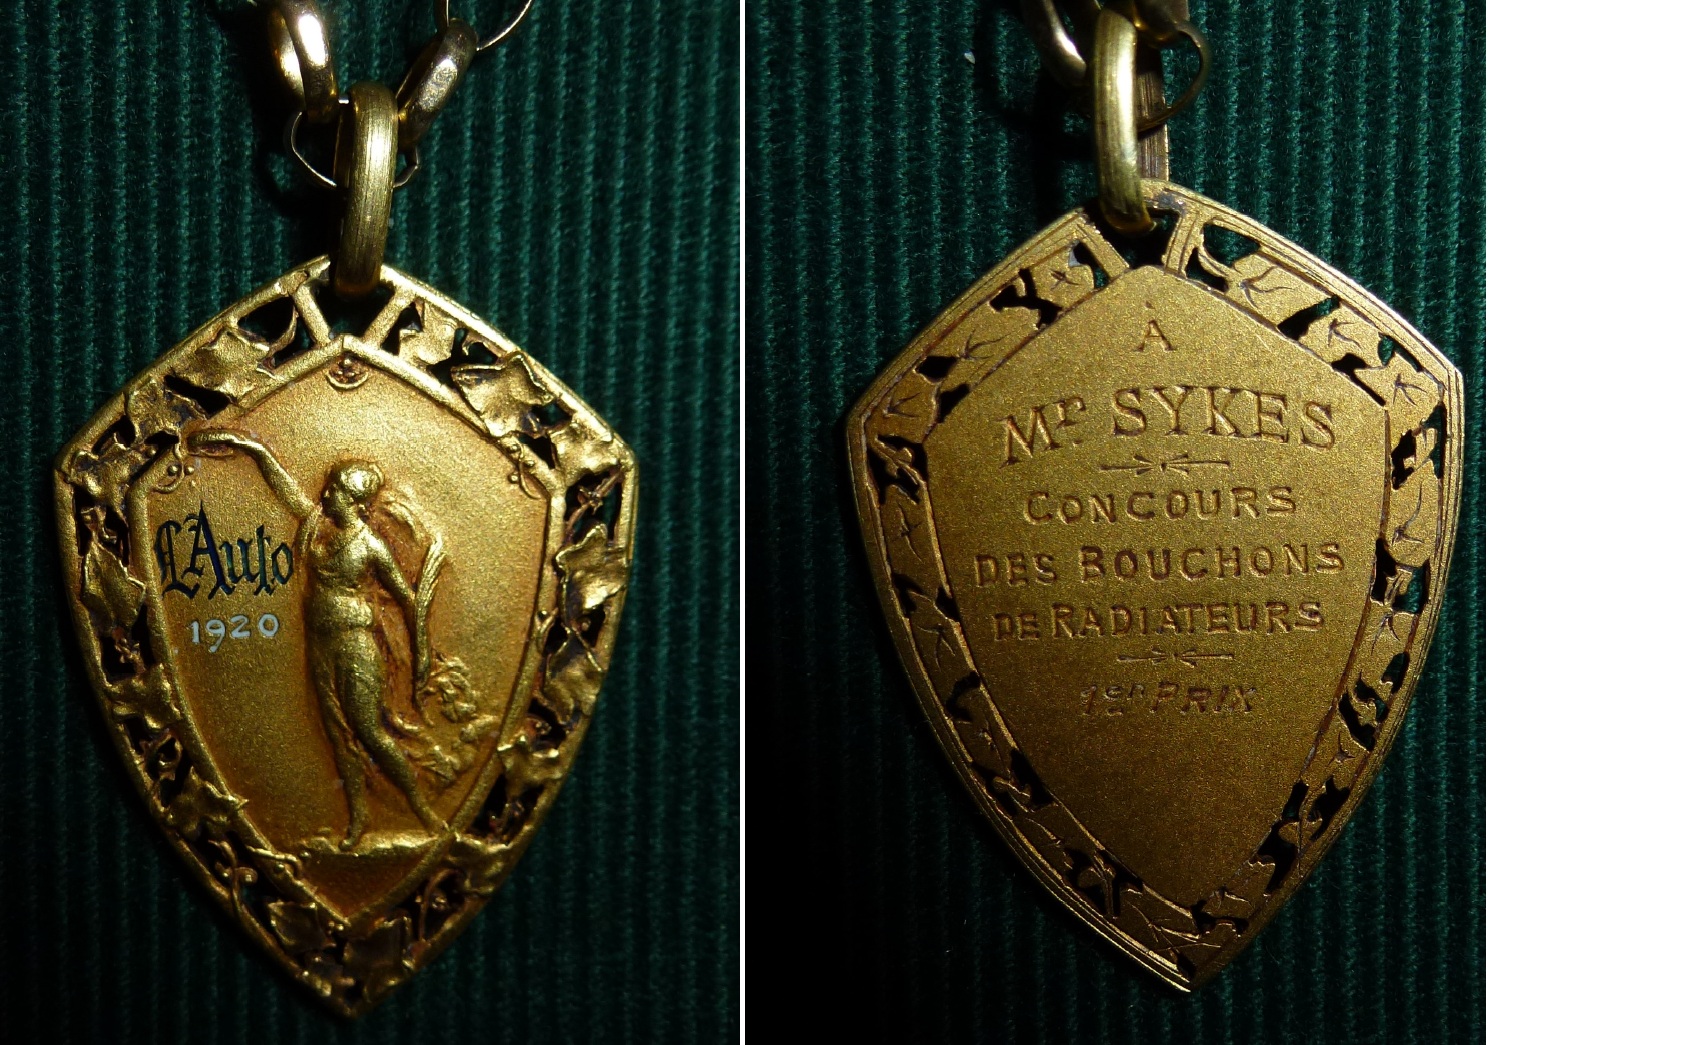 L'Auto
1920
À
Mr SYKES
CONCOURS
DES BOUCHONS
DE RADIATEURS
1er PRIX